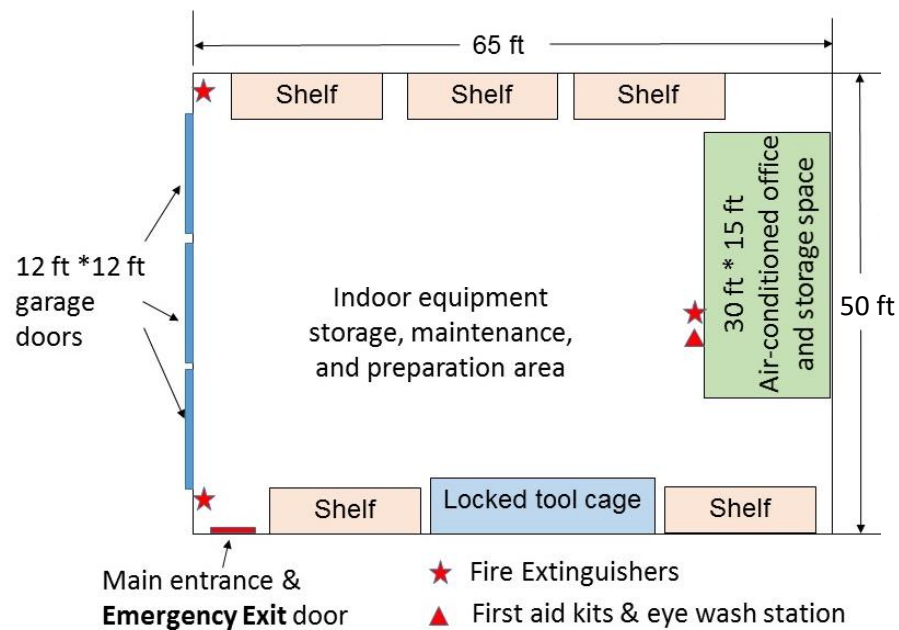 65 ft
Shelf
Shelf
Shelf
12 ft *12 ft
garage
doors
Indoor equipment
storage, maintenance,
and preparation area
30 ft * 15 ft
Air-conditioned office
and storage space
50 ft
Shelf
Locked tool cage
Shelf
Main entrance &
Emergency Exit door
Fire Extinguishers
First aid kits & eye wash station